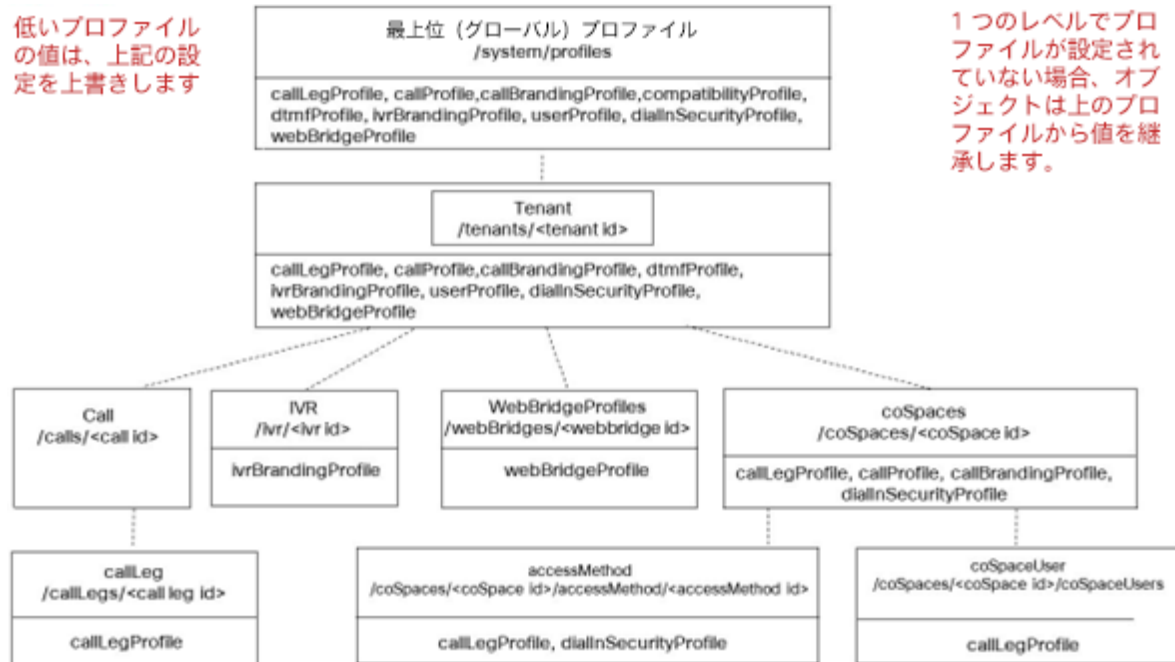 低いプロファイル
の値は、上記の設
定を上書きします
最上位（グローバル）プロファイル
/system/profiles
callLegProfile, callProfile,callBrandingProfile,compatibilityProfile,
dtmfProfile, ivrBrandingProfile, userProfile, dialInSecurityProfile,
webBridgeProfile
1 つのレベルでプロ
ファイルが設定され
ていない場合、オブ
ジェクトは上のプロ
ファイルから値を継
承します。
Tenant
/tenants/<tenant id>
callLegProfile, callProfile,callBrandingProfile, dtmfProfile,
ivrBrandingProfile, userProfile, dialInSecurityProfile,
webBridgeProfile
Call
/calls/<call id>
IVR
/ivr/<ivr id>
ivrBrandingProfile
WebBridgeProfiles
/webBridges/<webbridge id>
webBridgeProfile
coSpaces
/coSpaces/<coSpace id>
callLegProfile, callProfile, callBrandingProfile,
dialInSecurityProfile
callLeg
/callLegs/<call leg id>
callLegProfile
accessMethod
/coSpaces/<coSpace id>/accessMethod/<accessMethod id>
callLegProfile, dialInSecurityProfile
coSpaceUser
/coSpaces/<coSpace id>/coSpaceUsers
callLegProfile